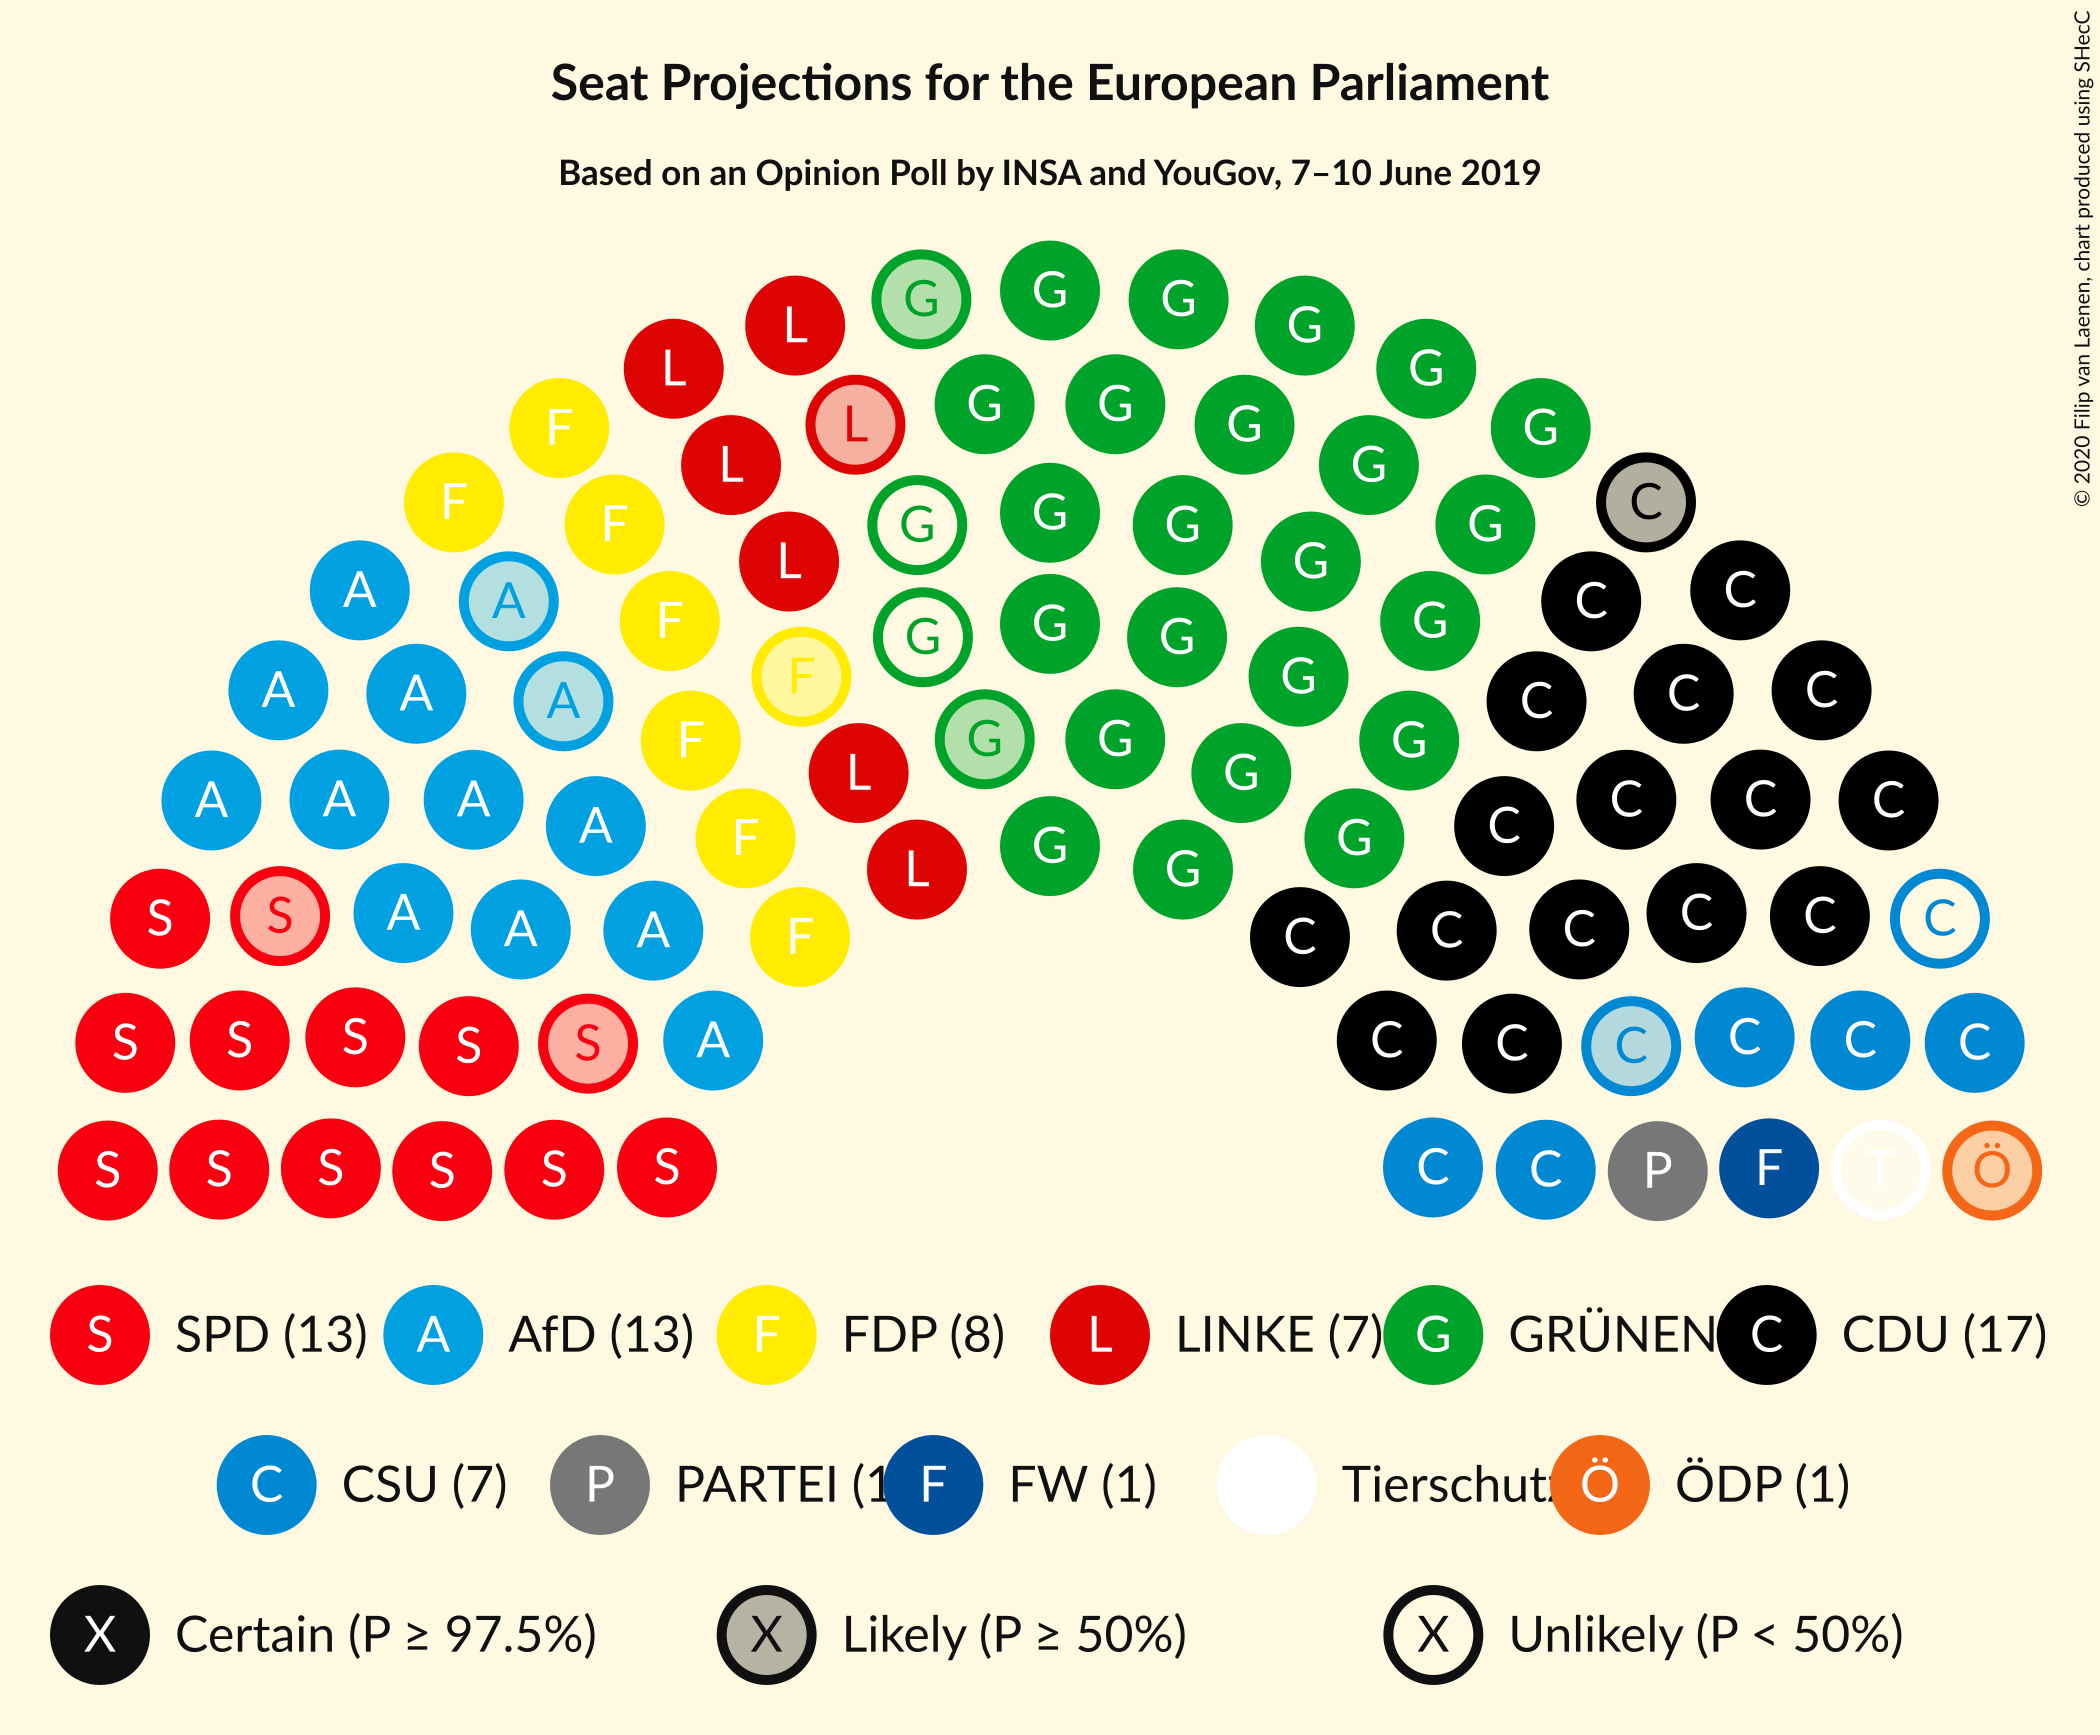 Seat Projections for the European Parliament
Based on an Opinion Poll by INSA and YouGov, 7–10 June 2019
© 2020 Filip van Laenen, chart produced using SHecC
G G G G
L L G G
F L L G G G G G
F F L G G G G G C
A A F L G G G G C C
A A A F F G G G G G C C C
A A A A F F L G G G G C C C C
S S A A A F L G G C C C C C C
S S S S S A C C C C C C
S S S S S S C C P F T Ö
S SPD (13) A AfD (13) F FDP (8) L LINKE (7) G GRÜNEN C CDU (17)
C CSU (7) P PARTEI (1 F FW (1) Tierschutz Ö ÖDP (1)
X Certain (P ≥ 97.5%) X Likely (P ≥ 50%) X Unlikely (P < 50%)